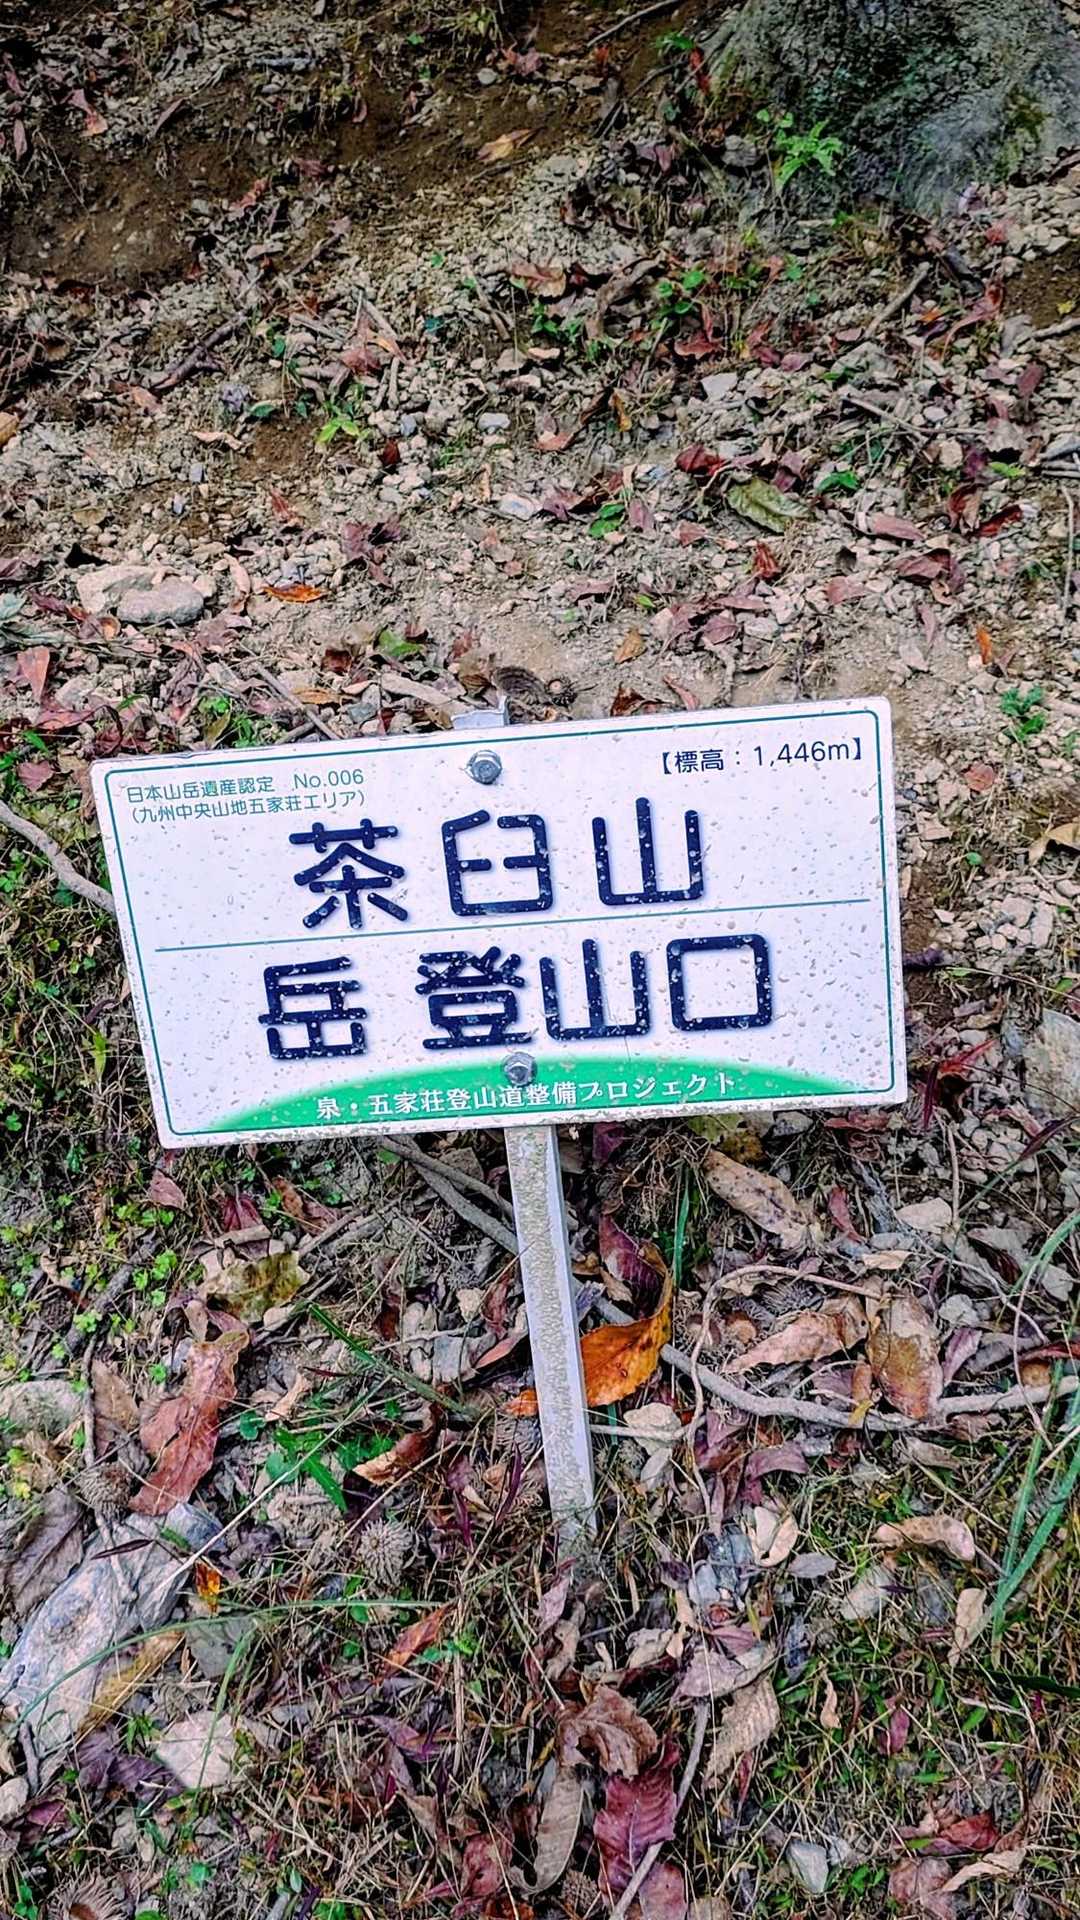 日本山岳遺産認定 No.006
（九州中央山地五家荘エリア）
【標高：1,446m】
茶臼山
岳 登山口
泉・五家荘登山道整備プロジェクト